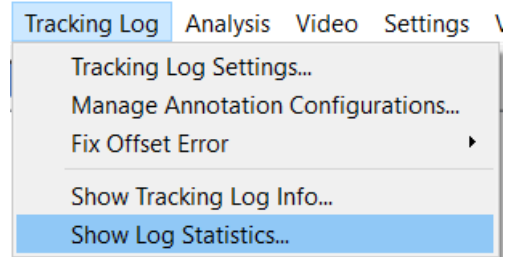 Tracking Log Analysis Video Settings
Tracking Log Settings...
Manage Annotation Configurations...
Fix Offset Error
Show Tracking Log Info...
Show Log Statistics...